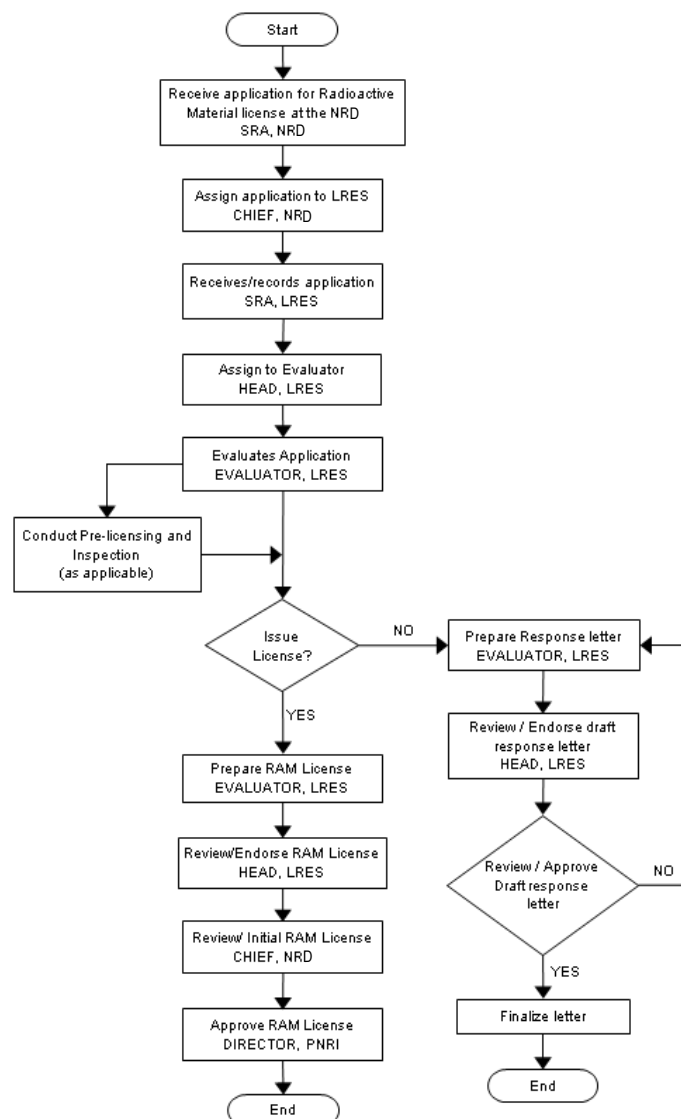 Start
Receive application for Radioactive
Material license at the NRD
SRA, NRD
Assign application to LRES
CHIEF, NRD
Receives/records application
SRA, LRES
Assign to Evaluator
HEAD, LRES
Evaluates Application
EVALUATOR, LRES
Conduct Pre-licensing and
Inspection
(as applicable)
Issue
License?
NO
YES
Prepare RAM License
EVALUATOR, LRES
Review/Endorse RAM License
HEAD, LRES
Review/ Initial RAM License
CHIEF, NRD
Approve RAM License
DIRECTOR, PNRI
End
Prepare Response letter
EVALUATOR, LRES
Review / Endorse draft
response letter
HEAD, LRES
Review / Approve
Draft response
letter
NO
YES
Finalize letter
End